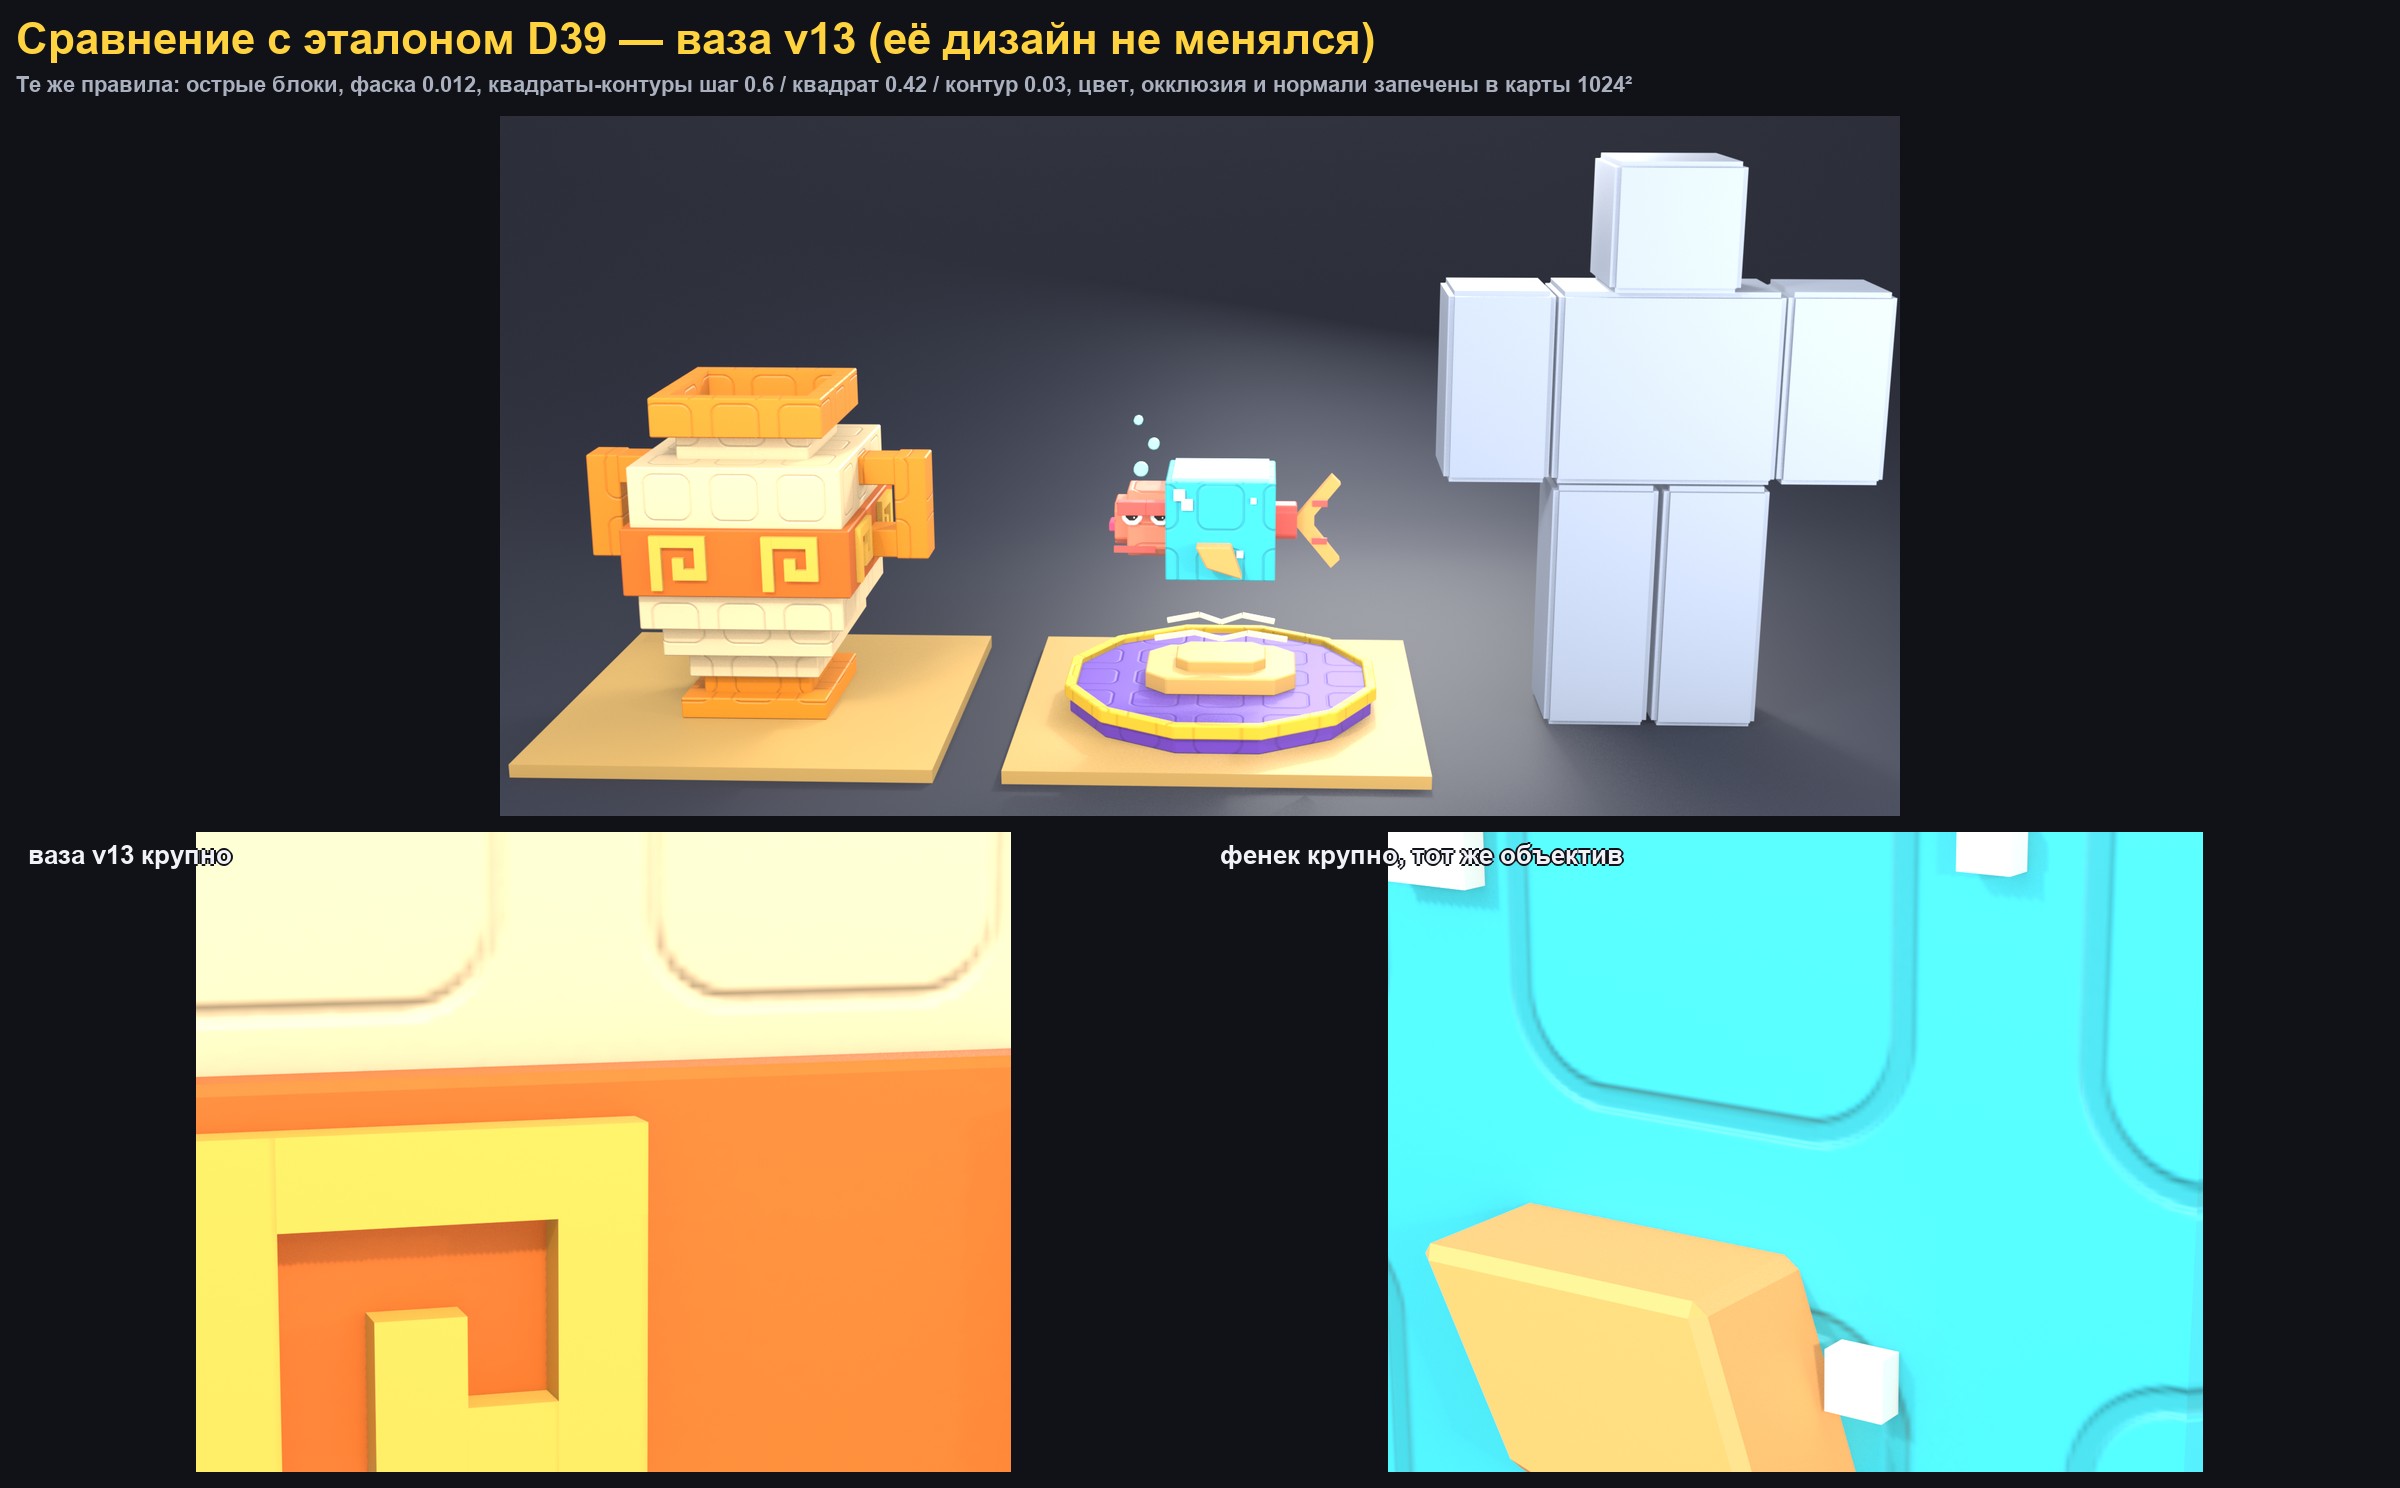 Сравнение с эталоном D39 — ваза v13 (её дизайн не менялся)
Те же правила: острые блоки, фаска 0.012, квадраты-контуры шаг 0.6 / квадрат 0.42 / контур 0.03, цвет, окклюзия и нормали запечены в карты 1024²
ваза v13 крупно
фенек крупно, тот же объектив